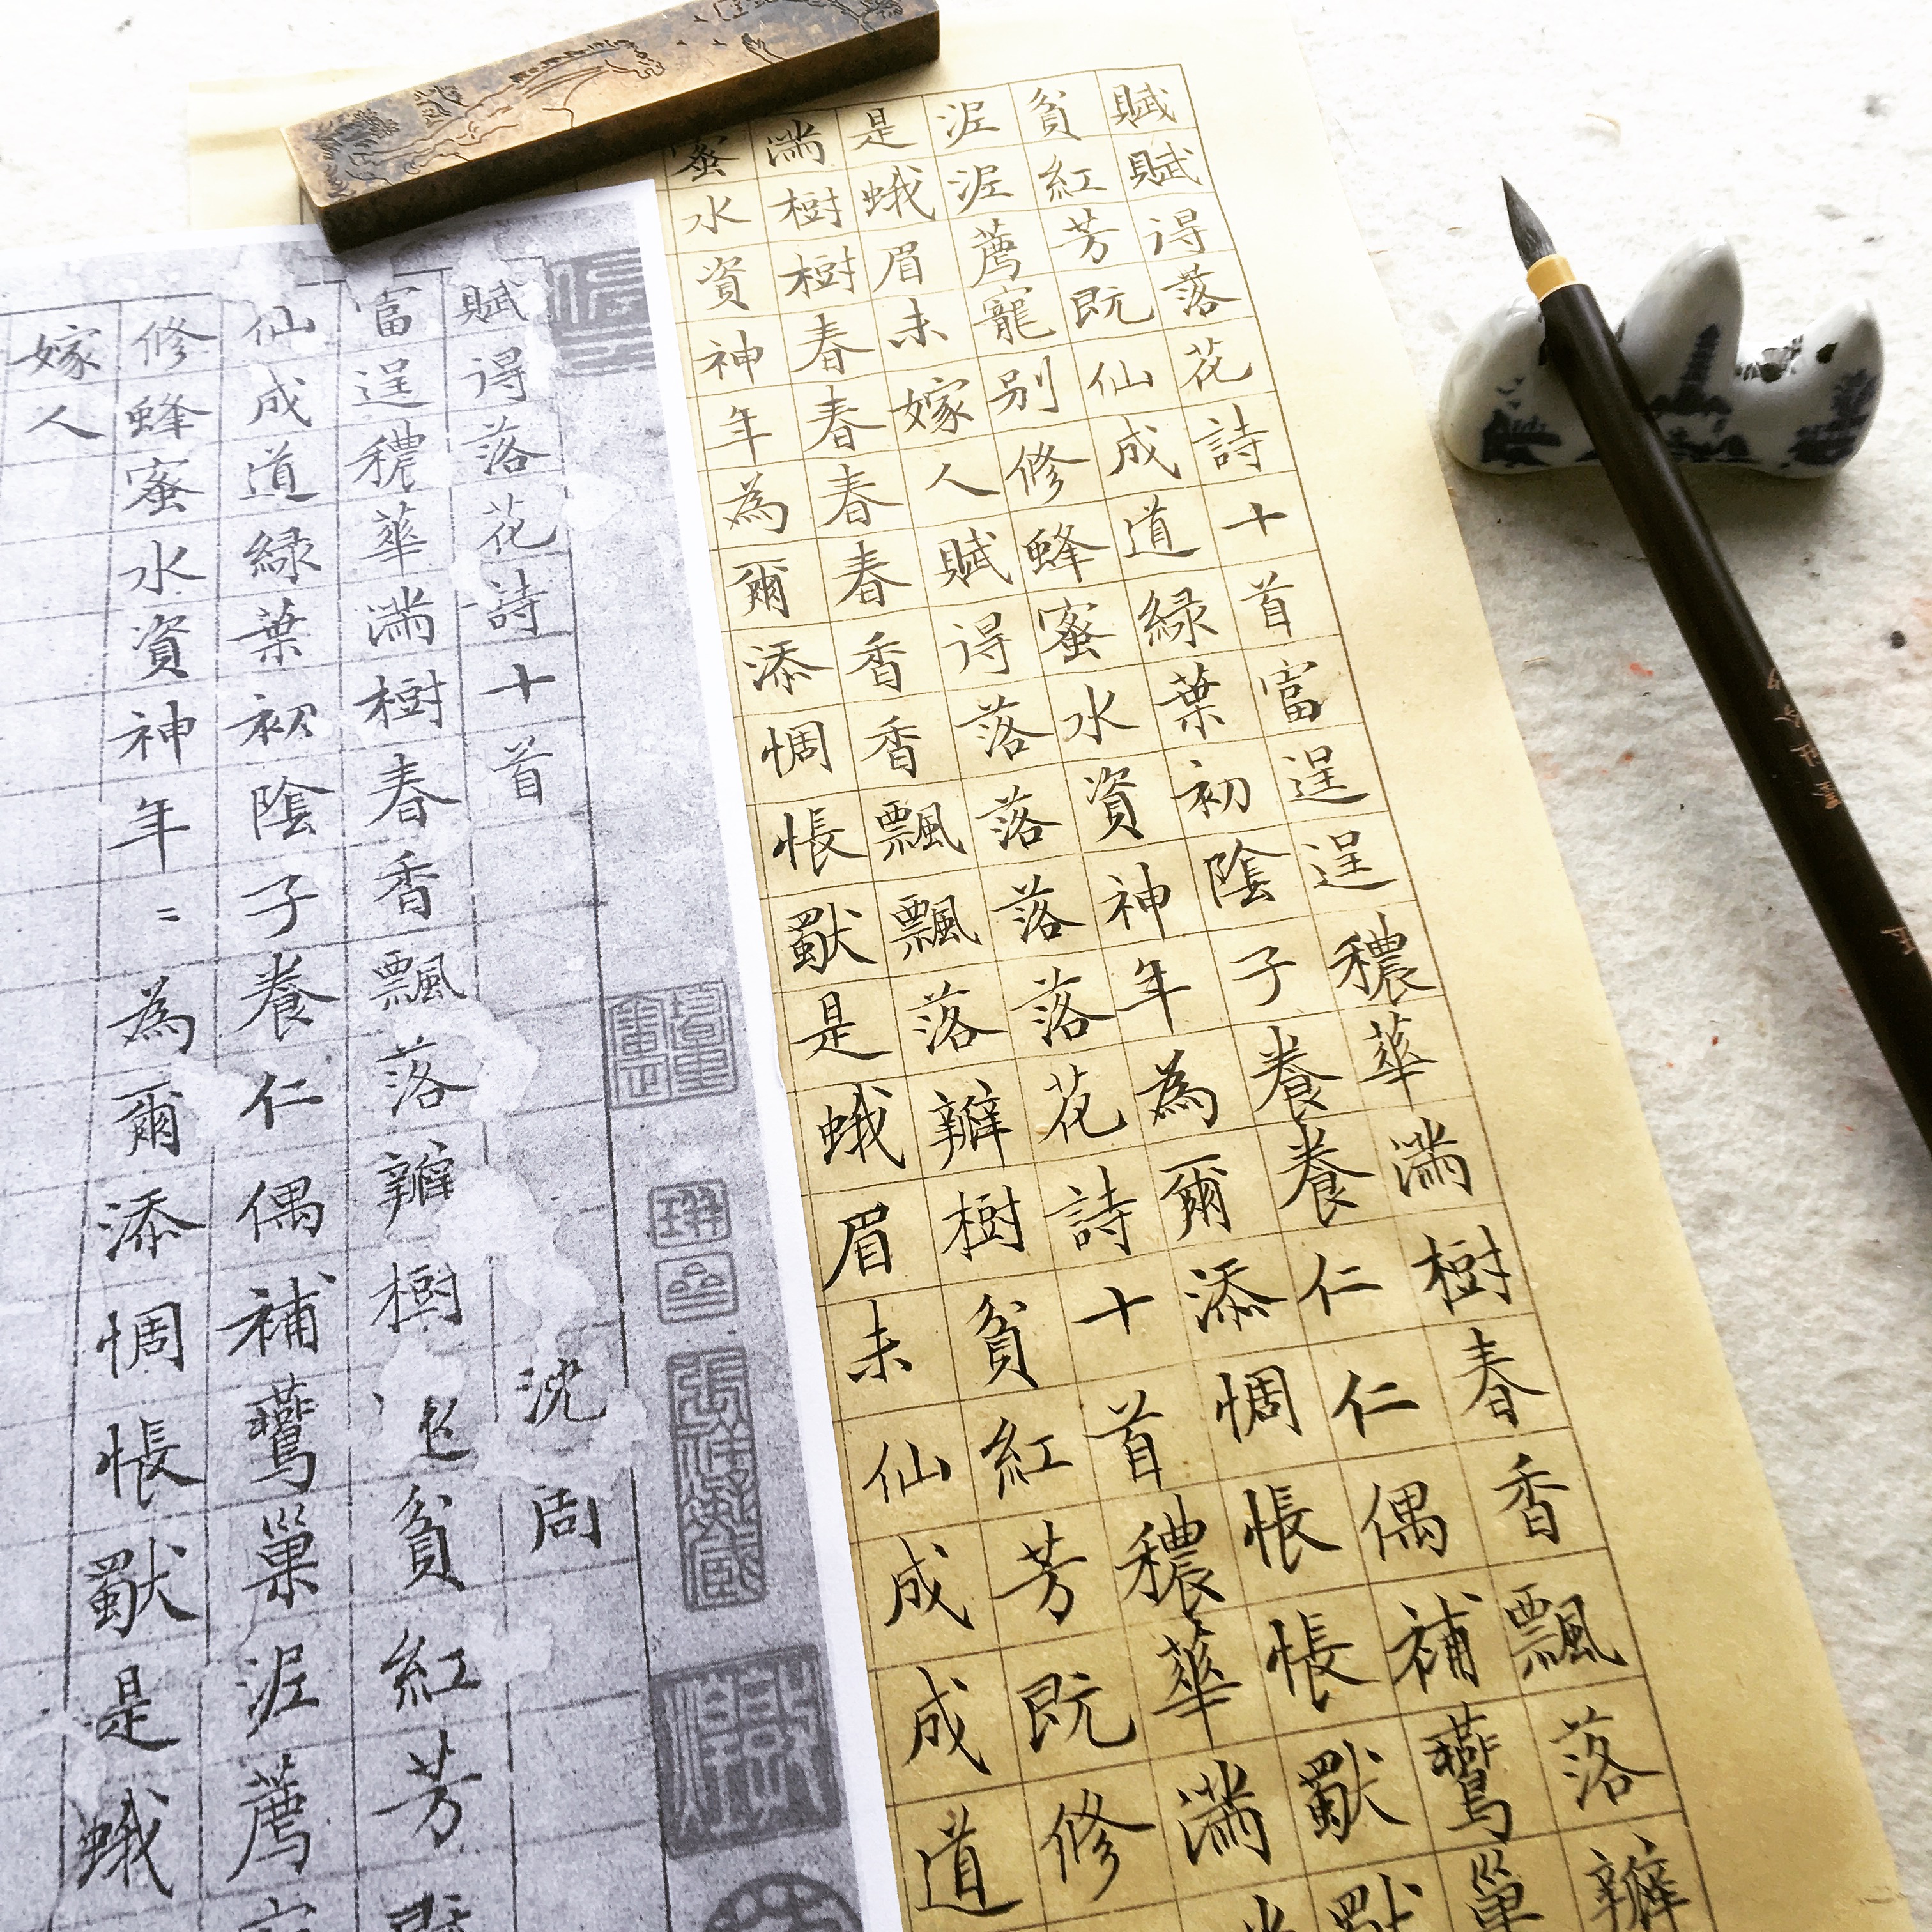 賦賦得落花詩十首富逞逞穠華滿樹春香飄落瓣
貧紅芳既仙成道綠葉初陰子養養仁仁偶補鷰巢
泥泥薦寵別修蜂蜜水資神年為爾添惆悵悵獨獨
是蛾眉未嫁人賦得落落落落花詩十首穠華滿
滿樹樹春春春春香香飄飄落瓣樹貧紅芳既修
蜜水資神年為爾添惆悵獨是蛾眉未仙成成道
賦得落花詩十首 沈周
富逞穠華滿樹春香飄落瓣樹貧紅芳既
仙成道綠葉初陰子養仁偶補鷰巢泥薦
修蜂蜜水資神年〻為爾添惆悵獨是蛾
嫁人